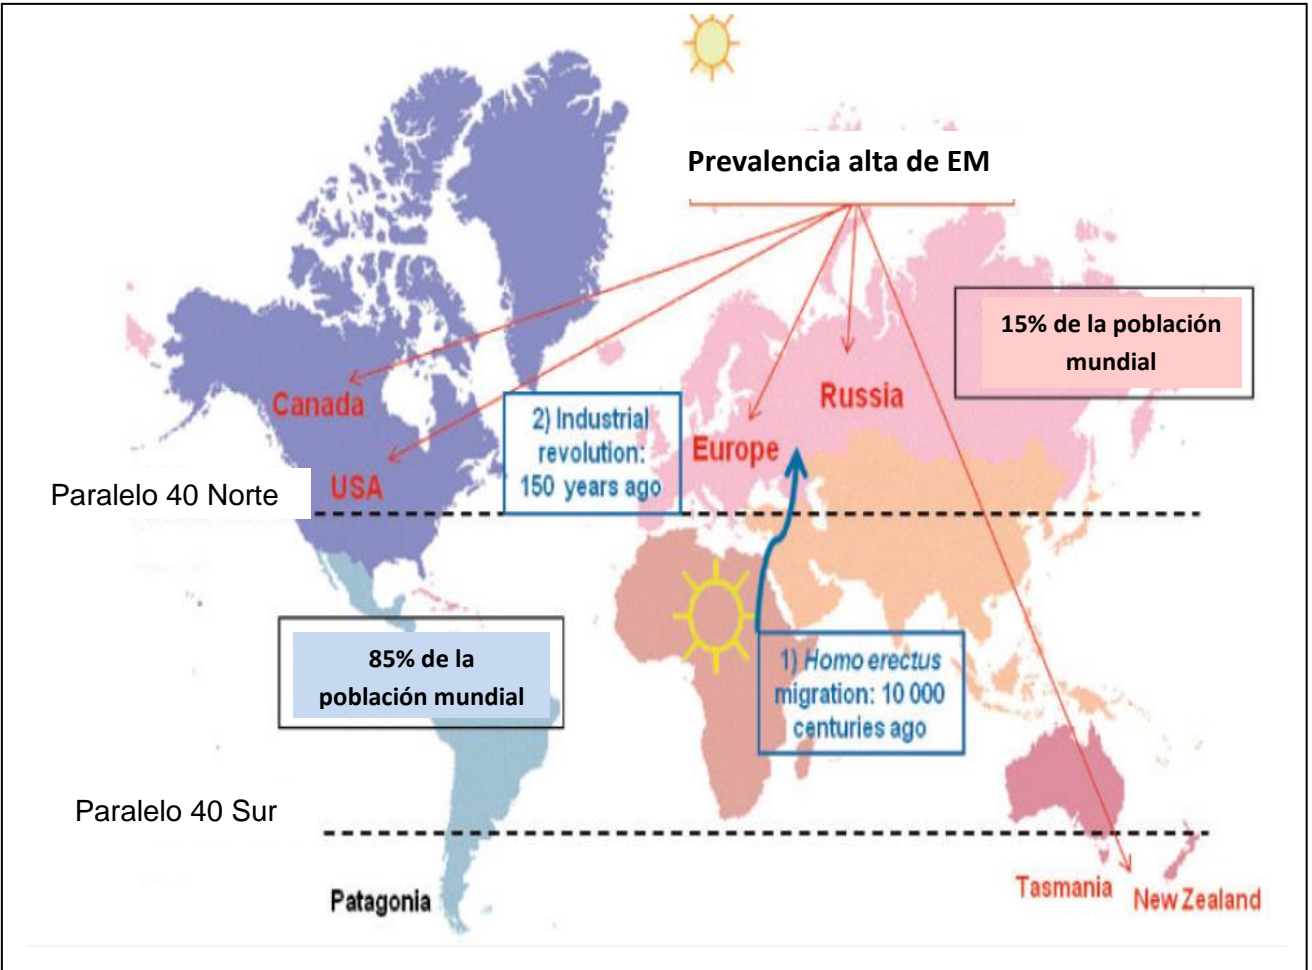 Prevalencia alta de EM
15% de la población
mundial
Canada
Russia
2) Industrial
revolution:
150 years ago
Europe
USA
Paralelo 40 Norte
85% de la
población mundial
1) Homo erectus
migration: 10 000
centuries ago
Paralelo 40 Sur
Patagonia
Tasmania
New Zealand